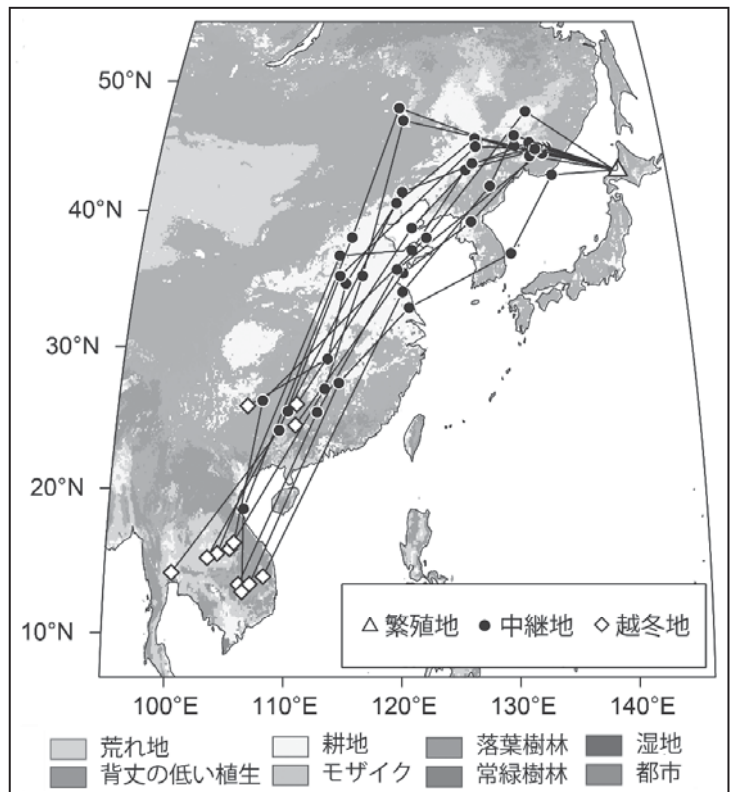 50°N
40°N
30°N
20°N
10°N
△ 繁殖地 ● 中継地 ◇ 越冬地
100°E 110°E 120°E 130°E 140°E
荒れ地 耕地 落葉樹林 湿地
背丈の低い植生 モザイク 常緑樹林 都市